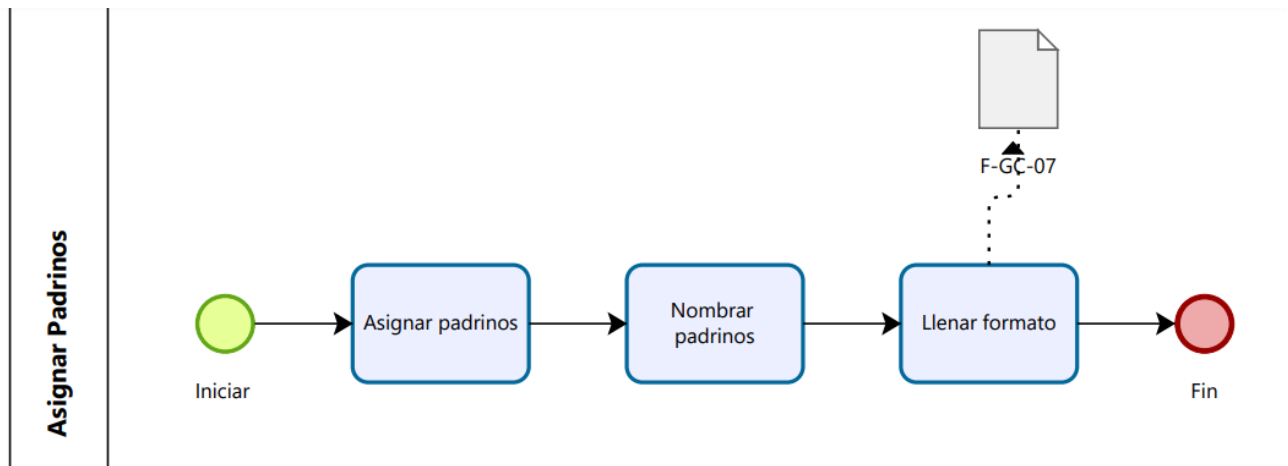 Asignar Padrinos
F-GC-07
Asignar padrinos
Nombrar
padrinos
Llenar formato
Iniciar
Fin